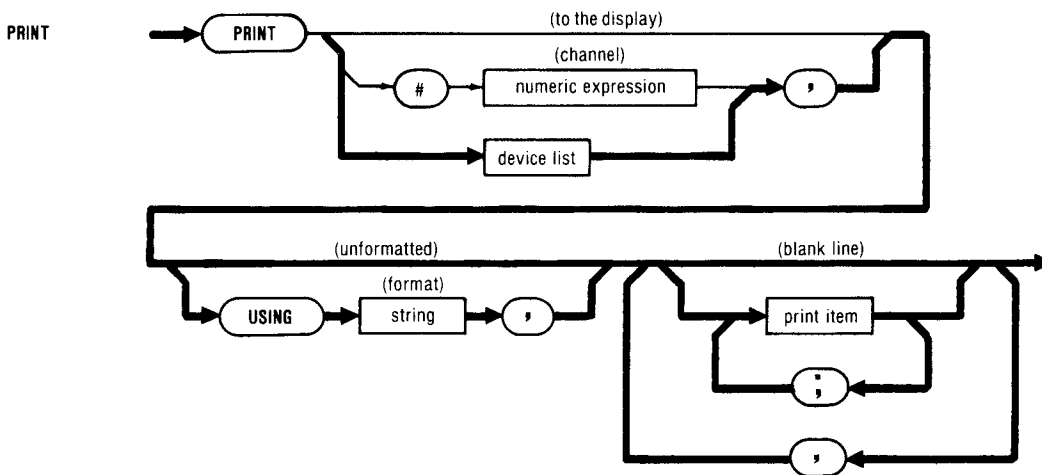 PRINT
PRINT
(to the display)
(channel)
#
numeric expression
,
device list
(unformatted)
(blank line)
(format)
USING
string
,
print item
;
,